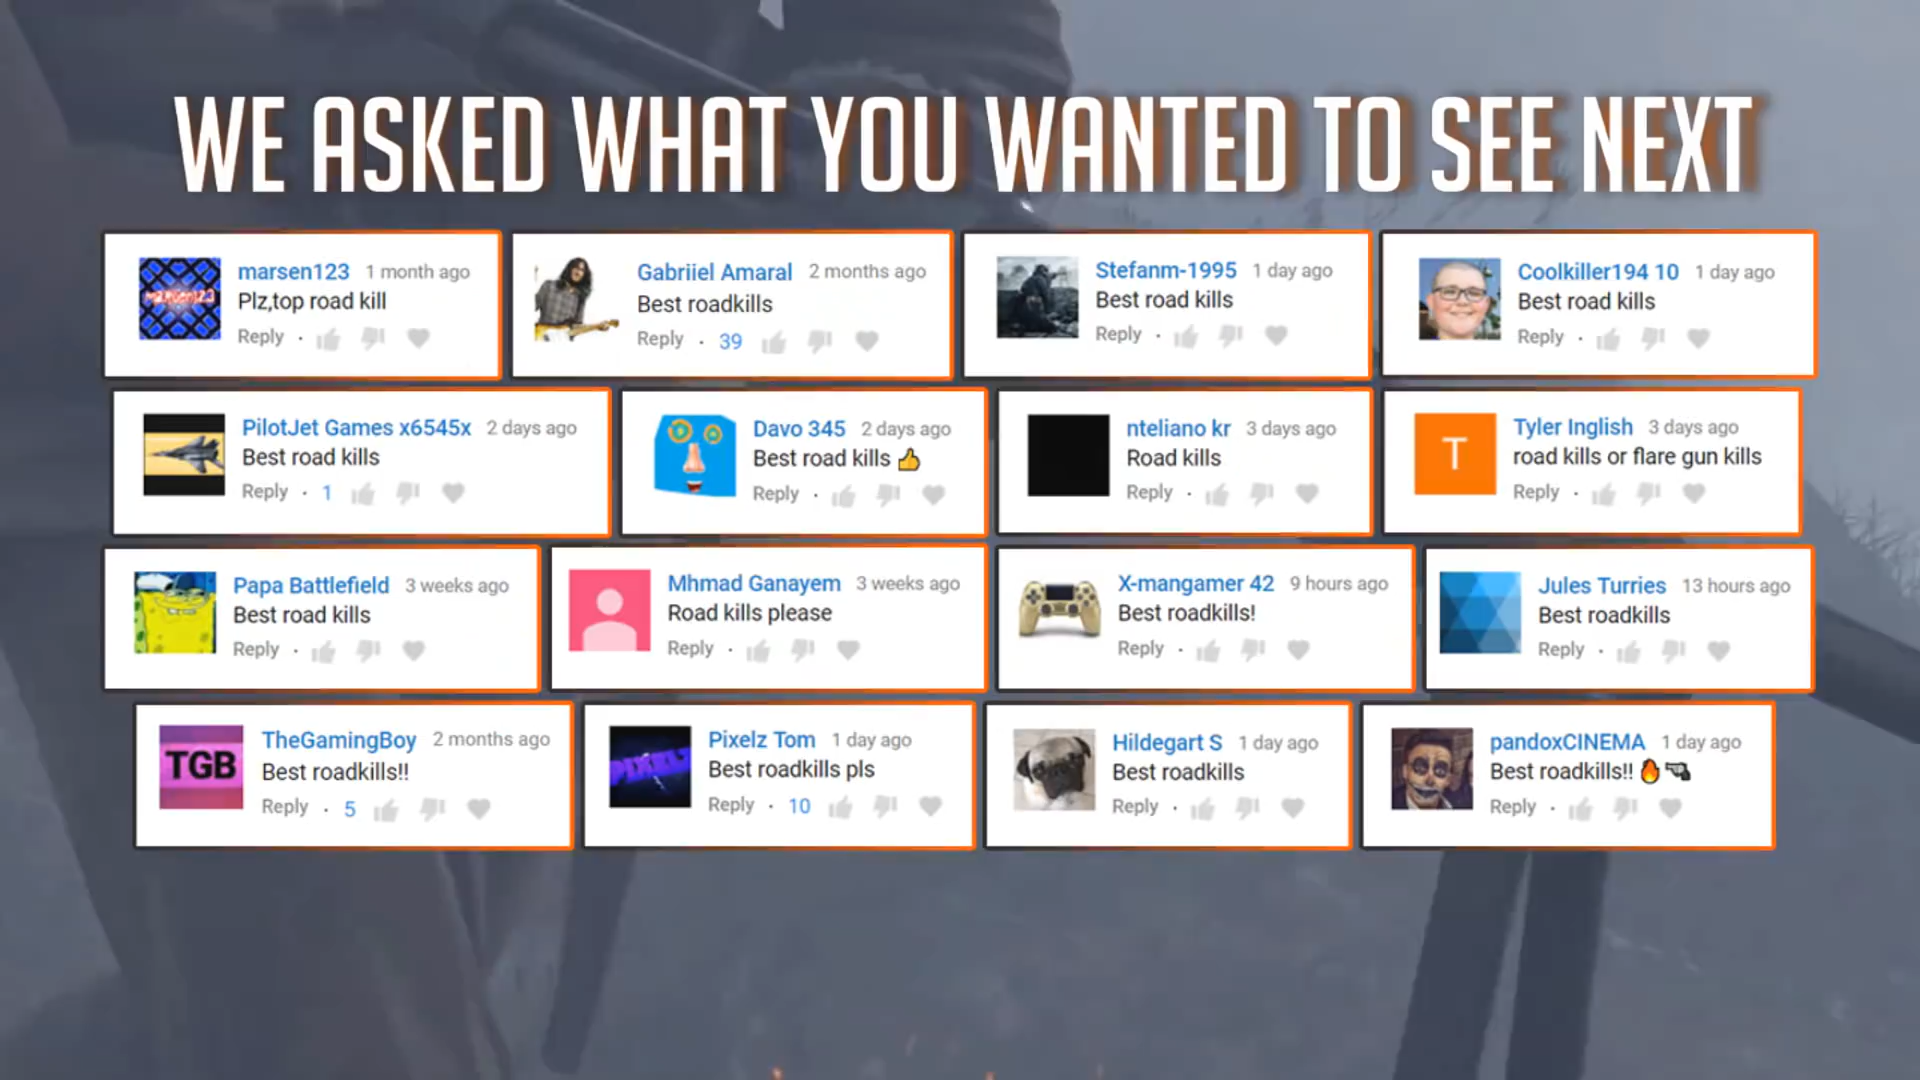 WE ASKED WHAT YOU WANTED TO SEE NEXT
marsen123 1 month ago
Plz,top road kill
Reply
marsen123
Gabriiel Amaral 2 months ago
Best roadkills
Reply · 39
Stefanm-1995 1 day ago
Best road kills
Reply
Coolkiller194 10 1 day ago
Best road kills
Reply
PilotJet Games x6545x 2 days ago
Best road kills
Reply · 1
Davo 345 2 days ago
Best road kills 👍
Reply
nteliano kr 3 days ago
Road kills
Reply
T
Tyler Inglish 3 days ago
road kills or flare gun kills
Reply
Papa Battlefield 3 weeks ago
Best road kills
Reply
Mhmad Ganayem 3 weeks ago
Road kills please
Reply
X-mangamer 42 9 hours ago
Best roadkills!
Reply
Jules Turries 13 hours ago
Best roadkills
Reply
TGB
TheGamingBoy 2 months ago
Best roadkills!!
Reply · 5
Pixelz Tom 1 day ago
Best roadkills pls
Reply · 10
Hildegart S 1 day ago
Best roadkills
Reply
pandoxCINEMA 1 day ago
Best roadkills!! 🔥🔫
Reply